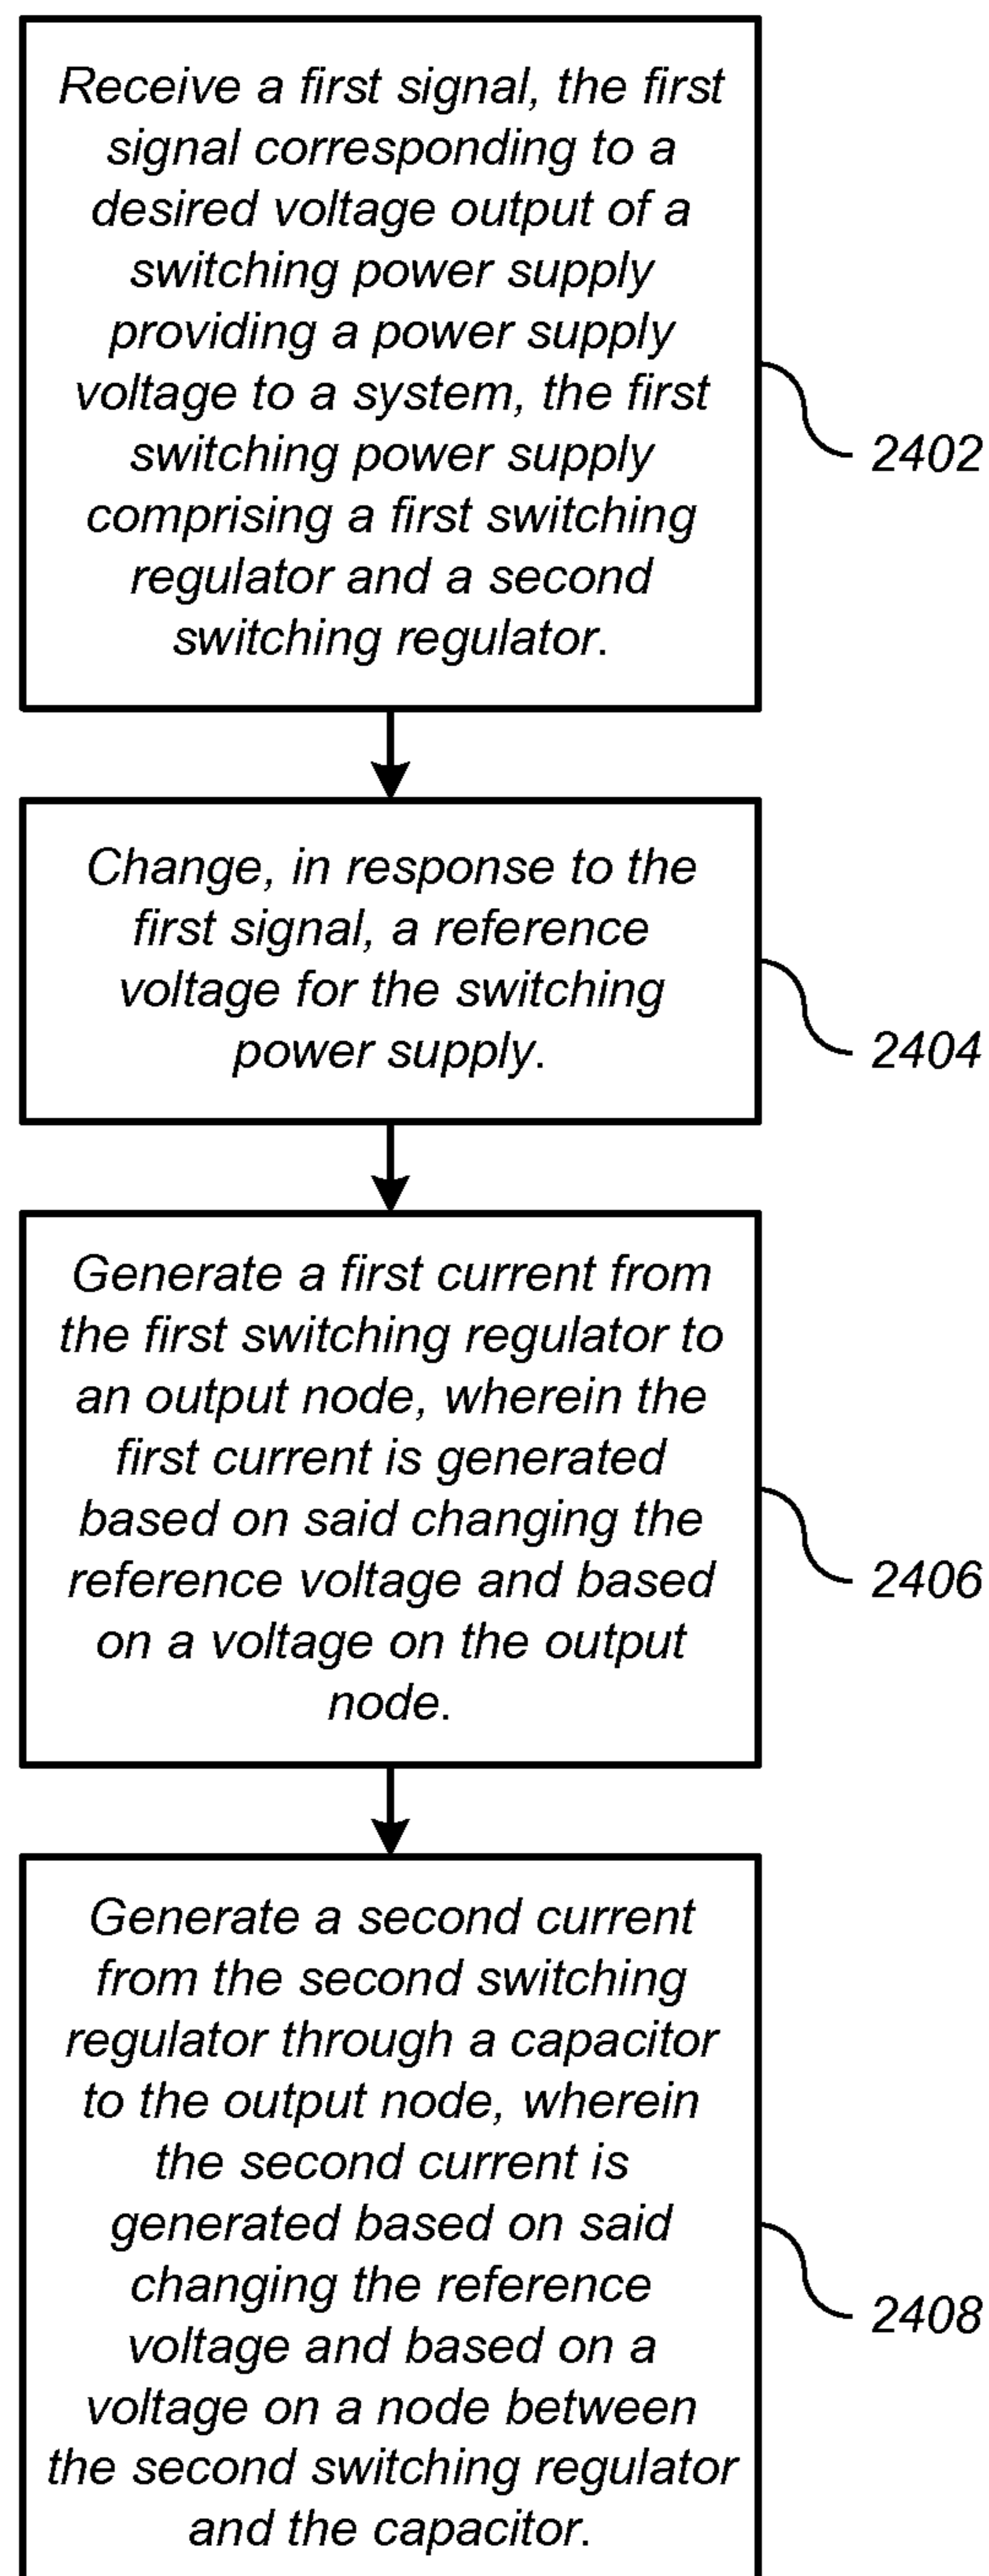 Receive a first signal, the first
signal corresponding to a
desired voltage output of a
switching power supply
providing a power supply
voltage to a system, the first
switching power supply
comprising a first switching
regulator and a second
switching regulator.
2402
Change, in response to the
first signal, a reference
voltage for the switching
power supply.
2404
Generate a first current from
the first switching regulator to
an output node, wherein the
first current is generated
based on said changing the
reference voltage and based
on a voltage on the output
node.
2406
Generate a second current
from the second switching
regulator through a capacitor
to the output node, wherein
the second current is
generated based on said
changing the reference
voltage and based on a
voltage on a node between
the second switching regulator
and the capacitor.
2408